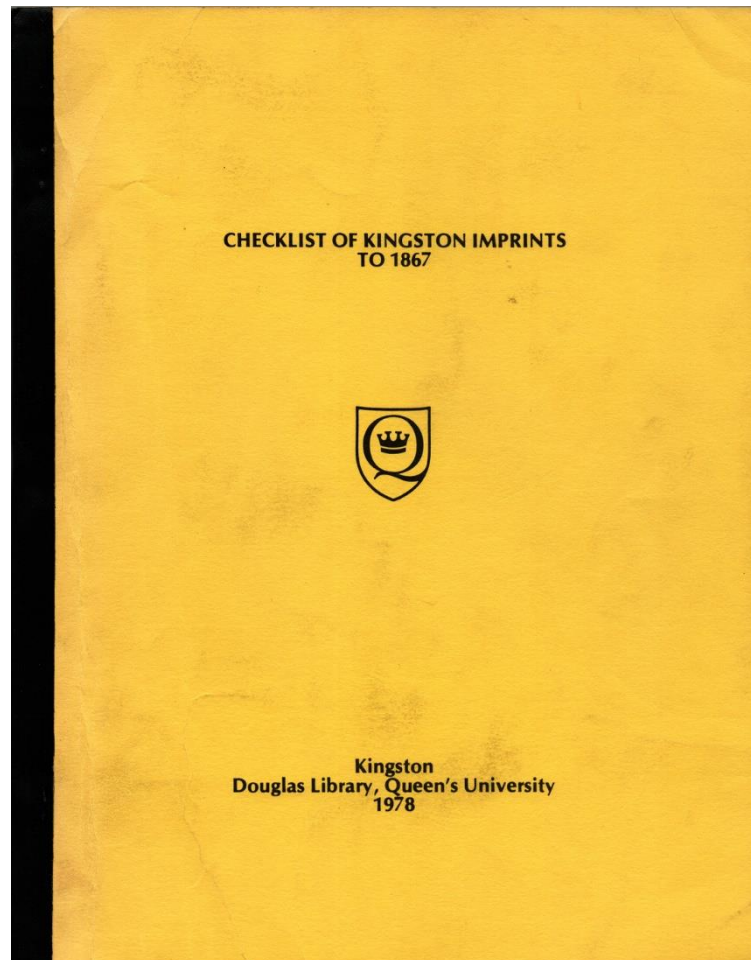 CHECKLIST OF KINGSTON IMPRINTS
TO 1867
Q
Kingston
Douglas Library, Queen's University
1978